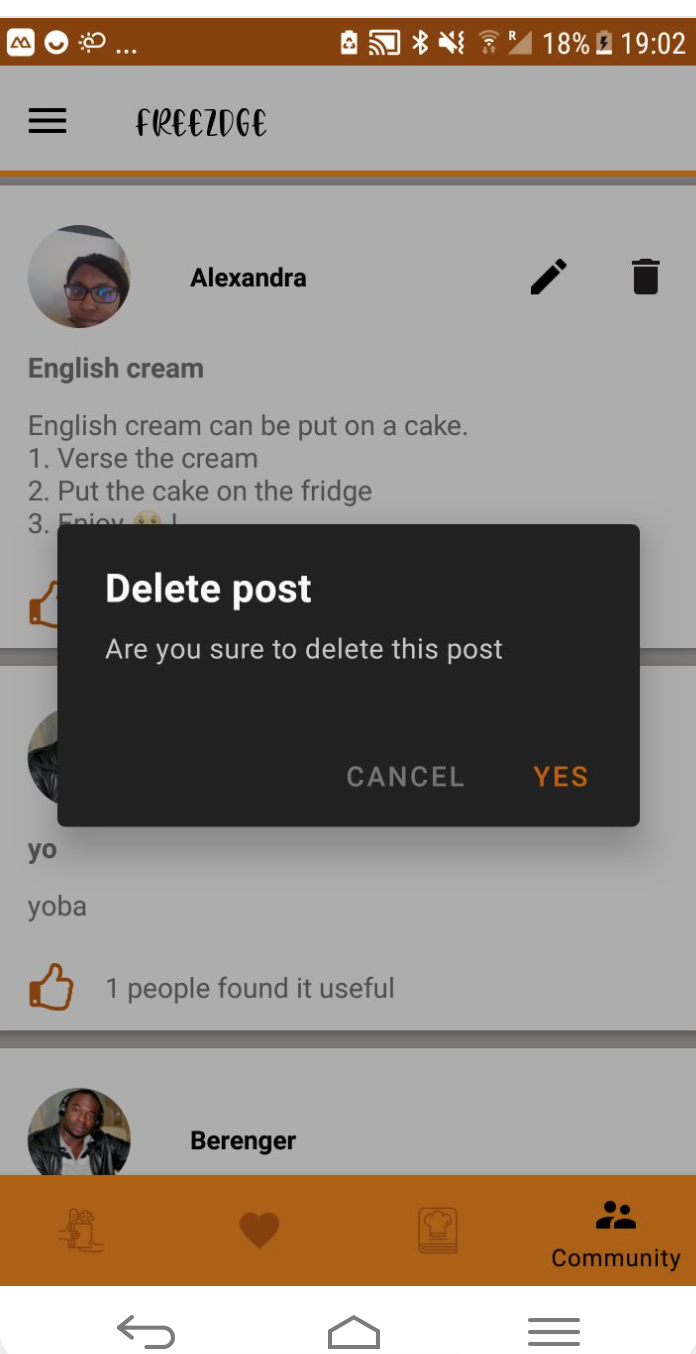 ... R 18% 19:02
FREEZDGE
Alexandra
English cream
English cream can be put on a cake.
1. Verse the cream
2. Put the cake on the fridge
3. Enjoy 😋 !
Delete post
Are you sure to delete this post
CANCEL YES
yo
yoba
1 people found it useful
Berenger
Community